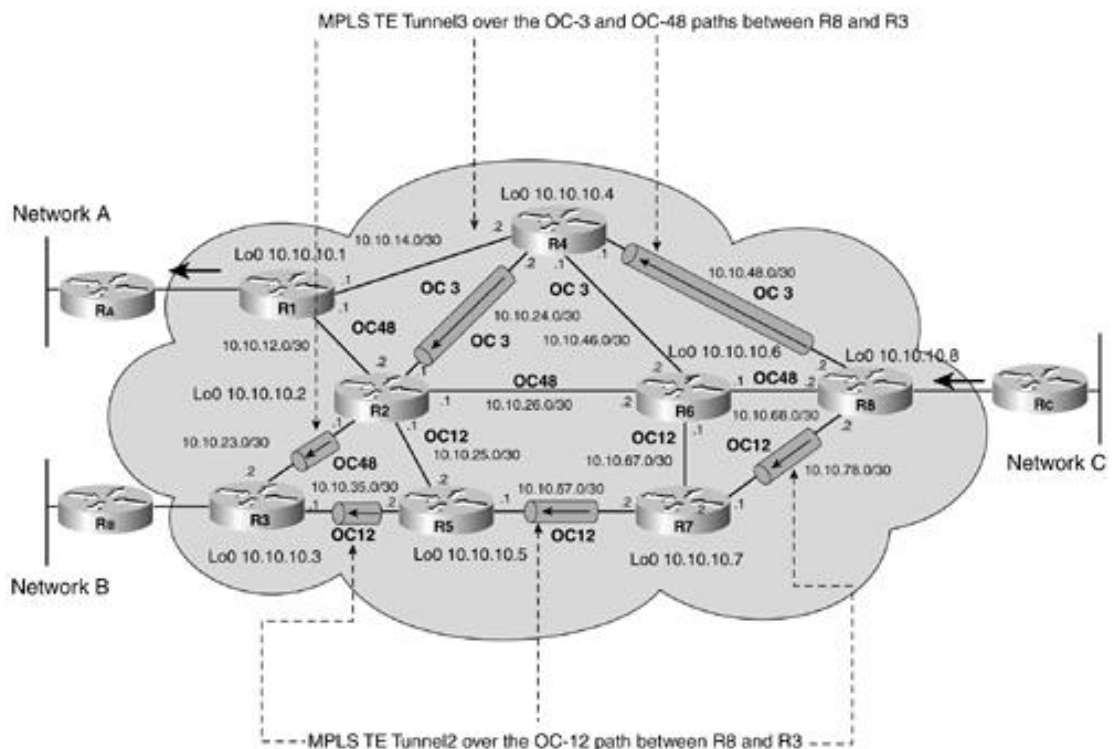 MPLS TE Tunnel3 over the OC-3 and OC-48 paths between R8 and R3
Lo0 10.10.10.4
Network A
.2
R4
10.10.14.0/30
Lo0 10.10.10.1
.1
.2
.1
.1
10.10.48.0/30
OC 3
RA
R1
.1
OC 3
OC 3
10.10.24.0/30
OC48
10.10.46.0/30
OC 3
10.10.12.0/30
Lo0 10.10.10.6
.2
Lo0 10.10.10.8
.2
.1
.2
.2
Lo0 10.10.10.2
OC48
.1
OC48
R2
.1
10.10.26.0/30
.2
R6
10.10.68.0/30
R8
RC
.1
.1
OC12
OC12
.1
OC12
.2
10.10.23.0/30
10.10.25.0/30
10.10.67.0/30
10.10.78.0/30
Network C
.2
OC48
10.10.35.0/30
.2
10.10.57.0/30
RB
R3
.1
.2
R5
.1
.2
R7
.2
.1
OC12
OC12
Lo0 10.10.10.3
Lo0 10.10.10.5
Lo0 10.10.10.7
Network B
MPLS TE Tunnel2 over the OC-12 path between R8 and R3